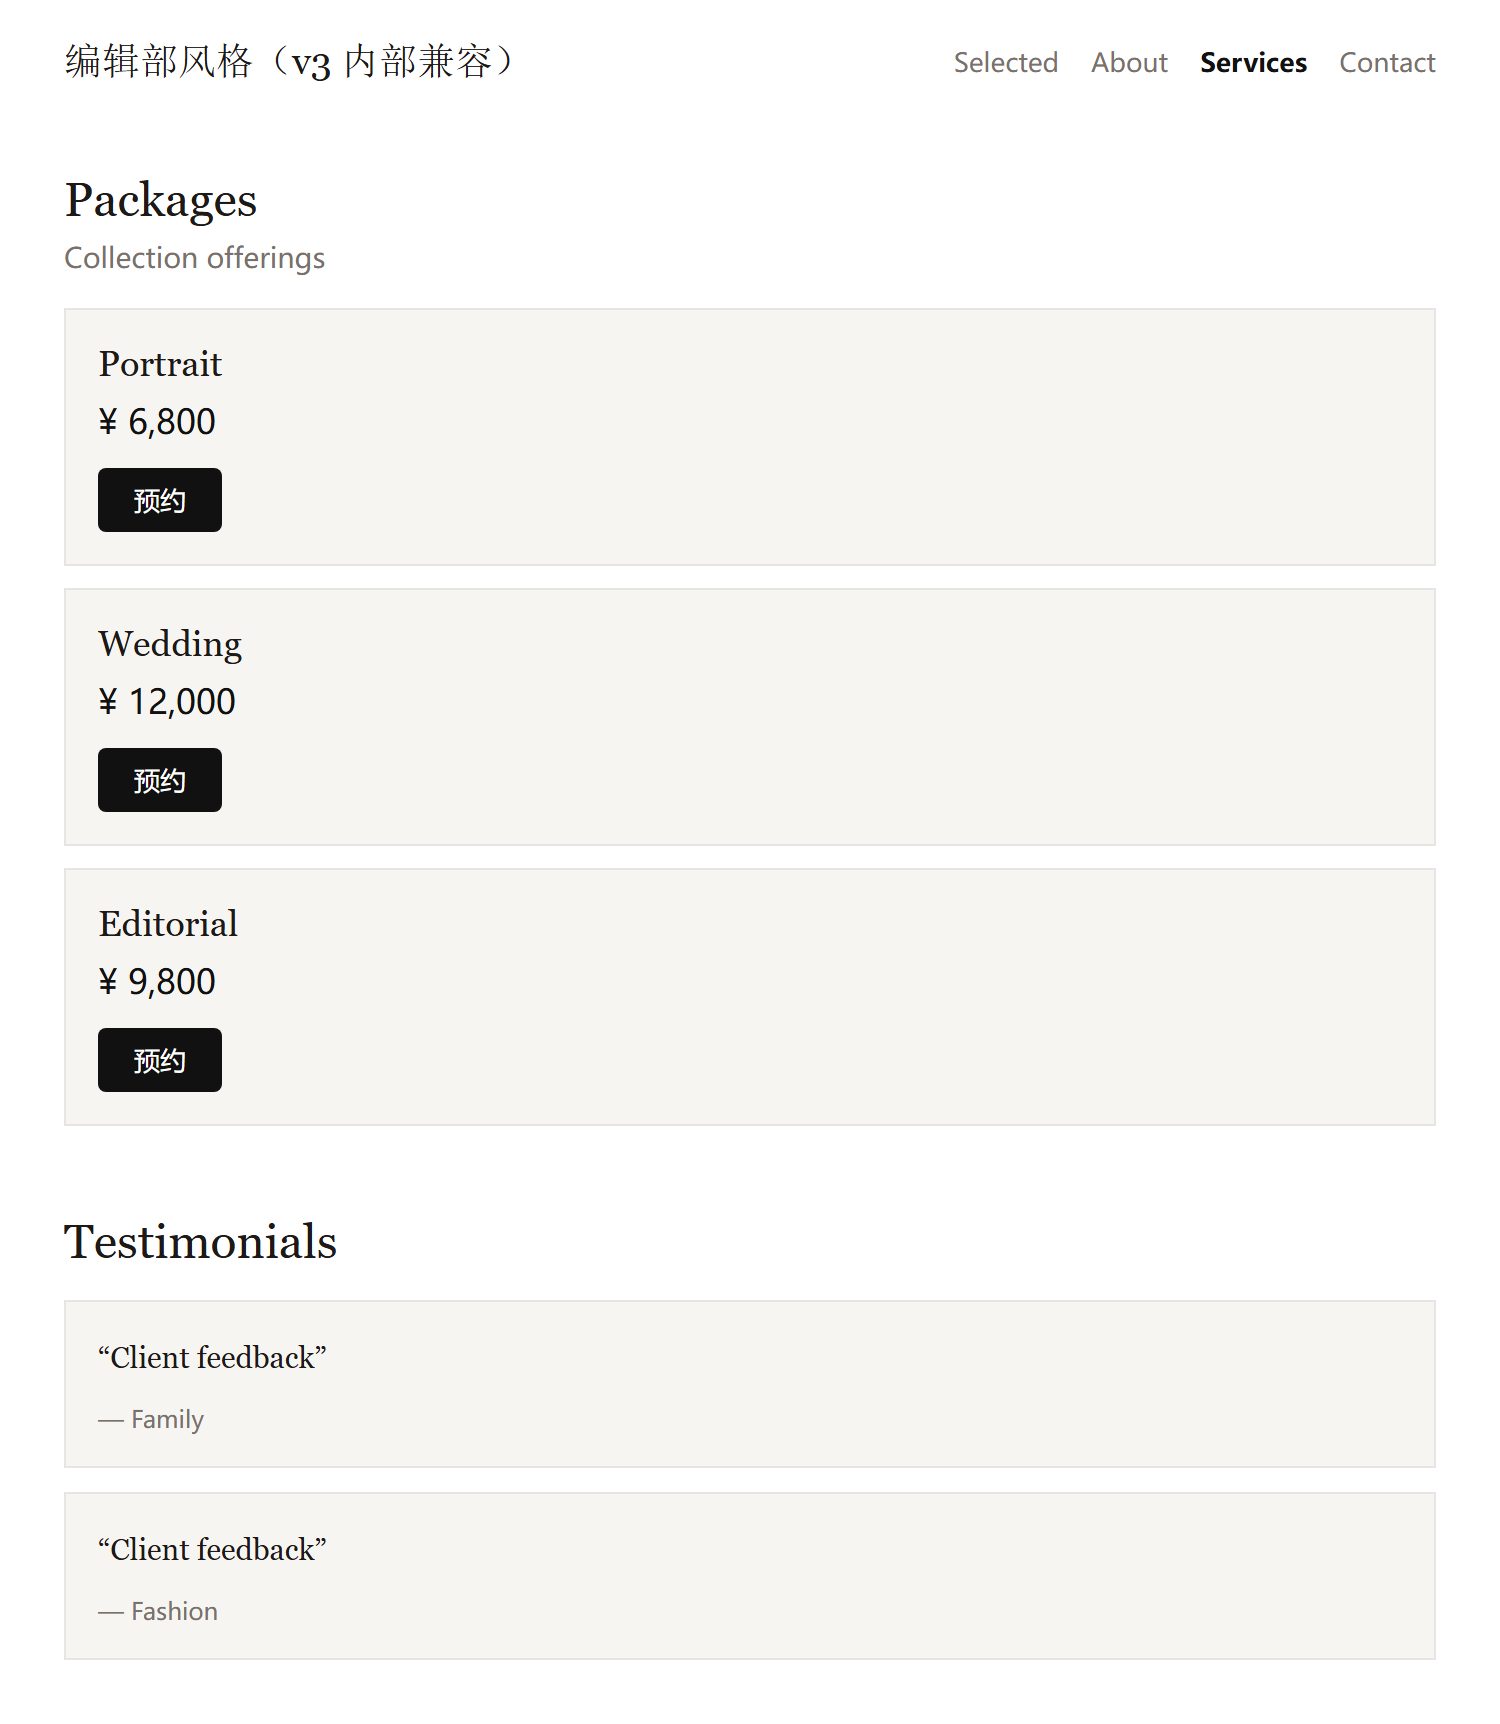 编辑部风格（v3 内部兼容）
Selected About Services Contact
Packages
Collection offerings
Portrait
¥ 6,800
预约
Wedding
¥ 12,000
预约
Editorial
¥ 9,800
预约
Testimonials
“Client feedback”
— Family
“Client feedback”
— Fashion